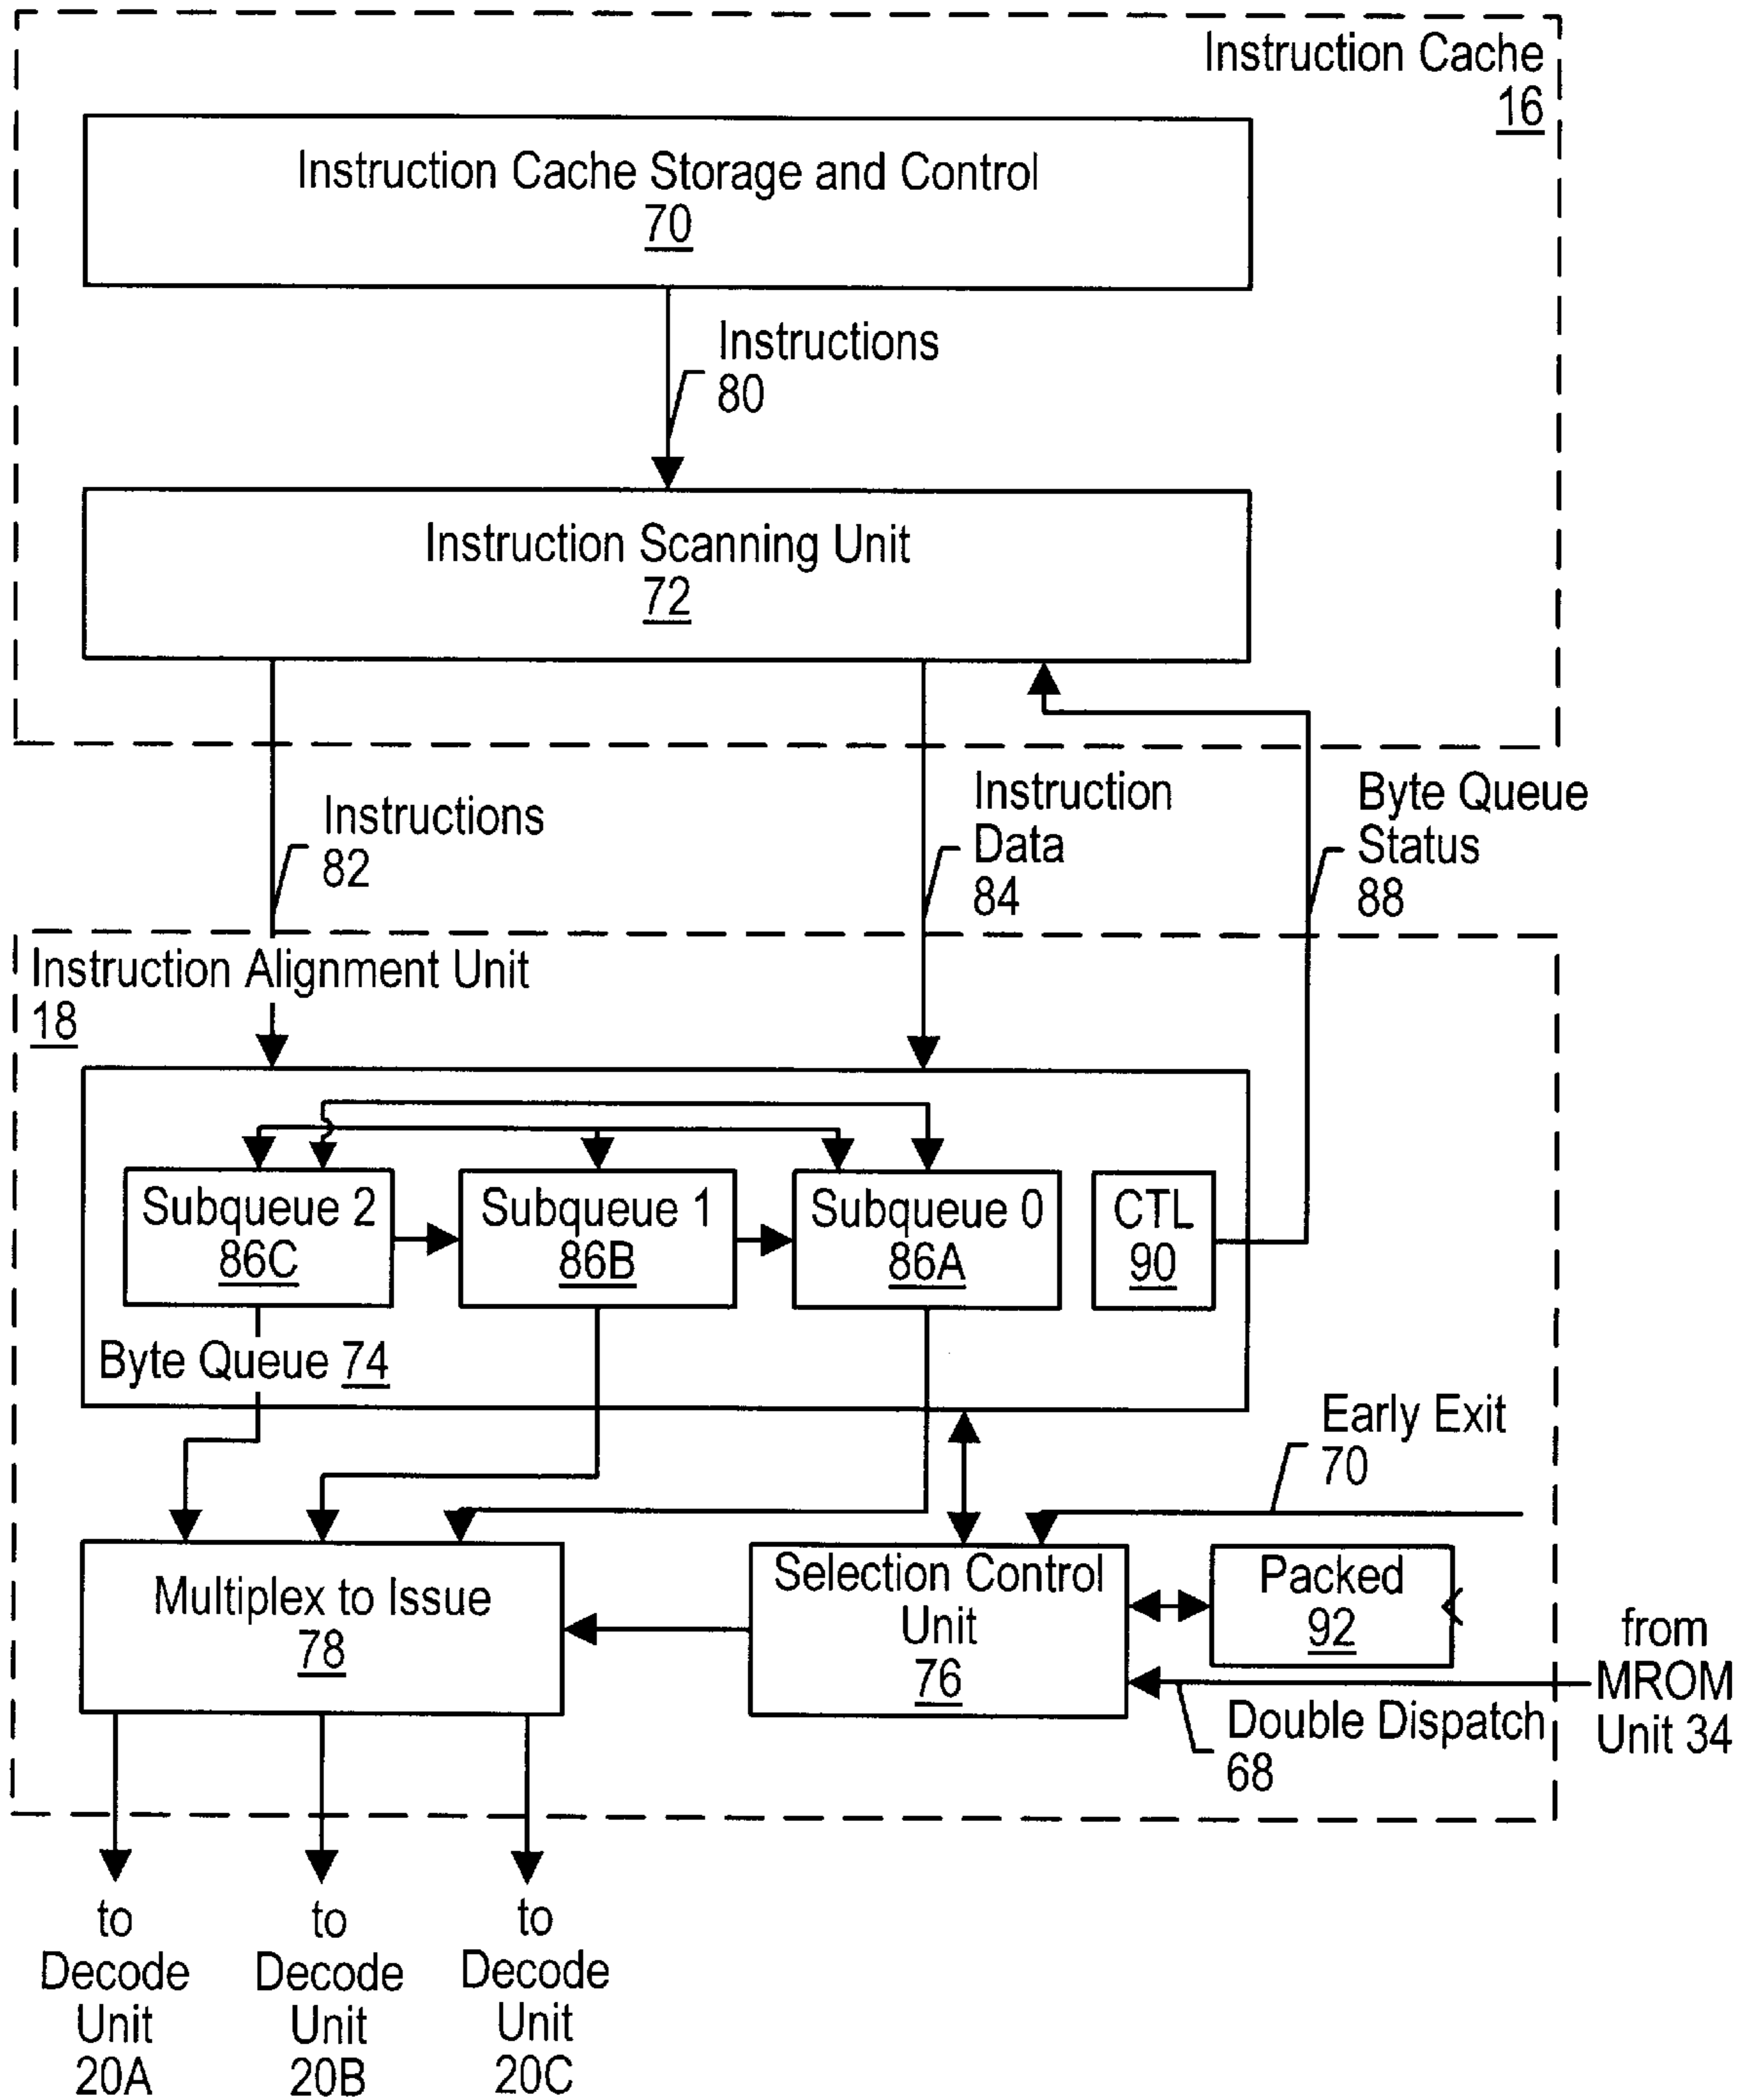 Instruction Cache
16
Instruction Cache Storage and Control
70
Instructions
80
Instruction Scanning Unit
72
Instructions
82
Instruction
Data
84
Byte Queue
Status
88
Instruction Alignment Unit
18
Subqueue 2
86C
Subqueue 1
86B
Subqueue 0
86A
CTL
90
Byte Queue 74
Early Exit
70
Multiplex to Issue
78
Selection Control
Unit
76
Packed
92
from
MROM
Unit 34
Double Dispatch
68
to
Decode
Unit
20A
to
Decode
Unit
20B
to
Decode
Unit
20C